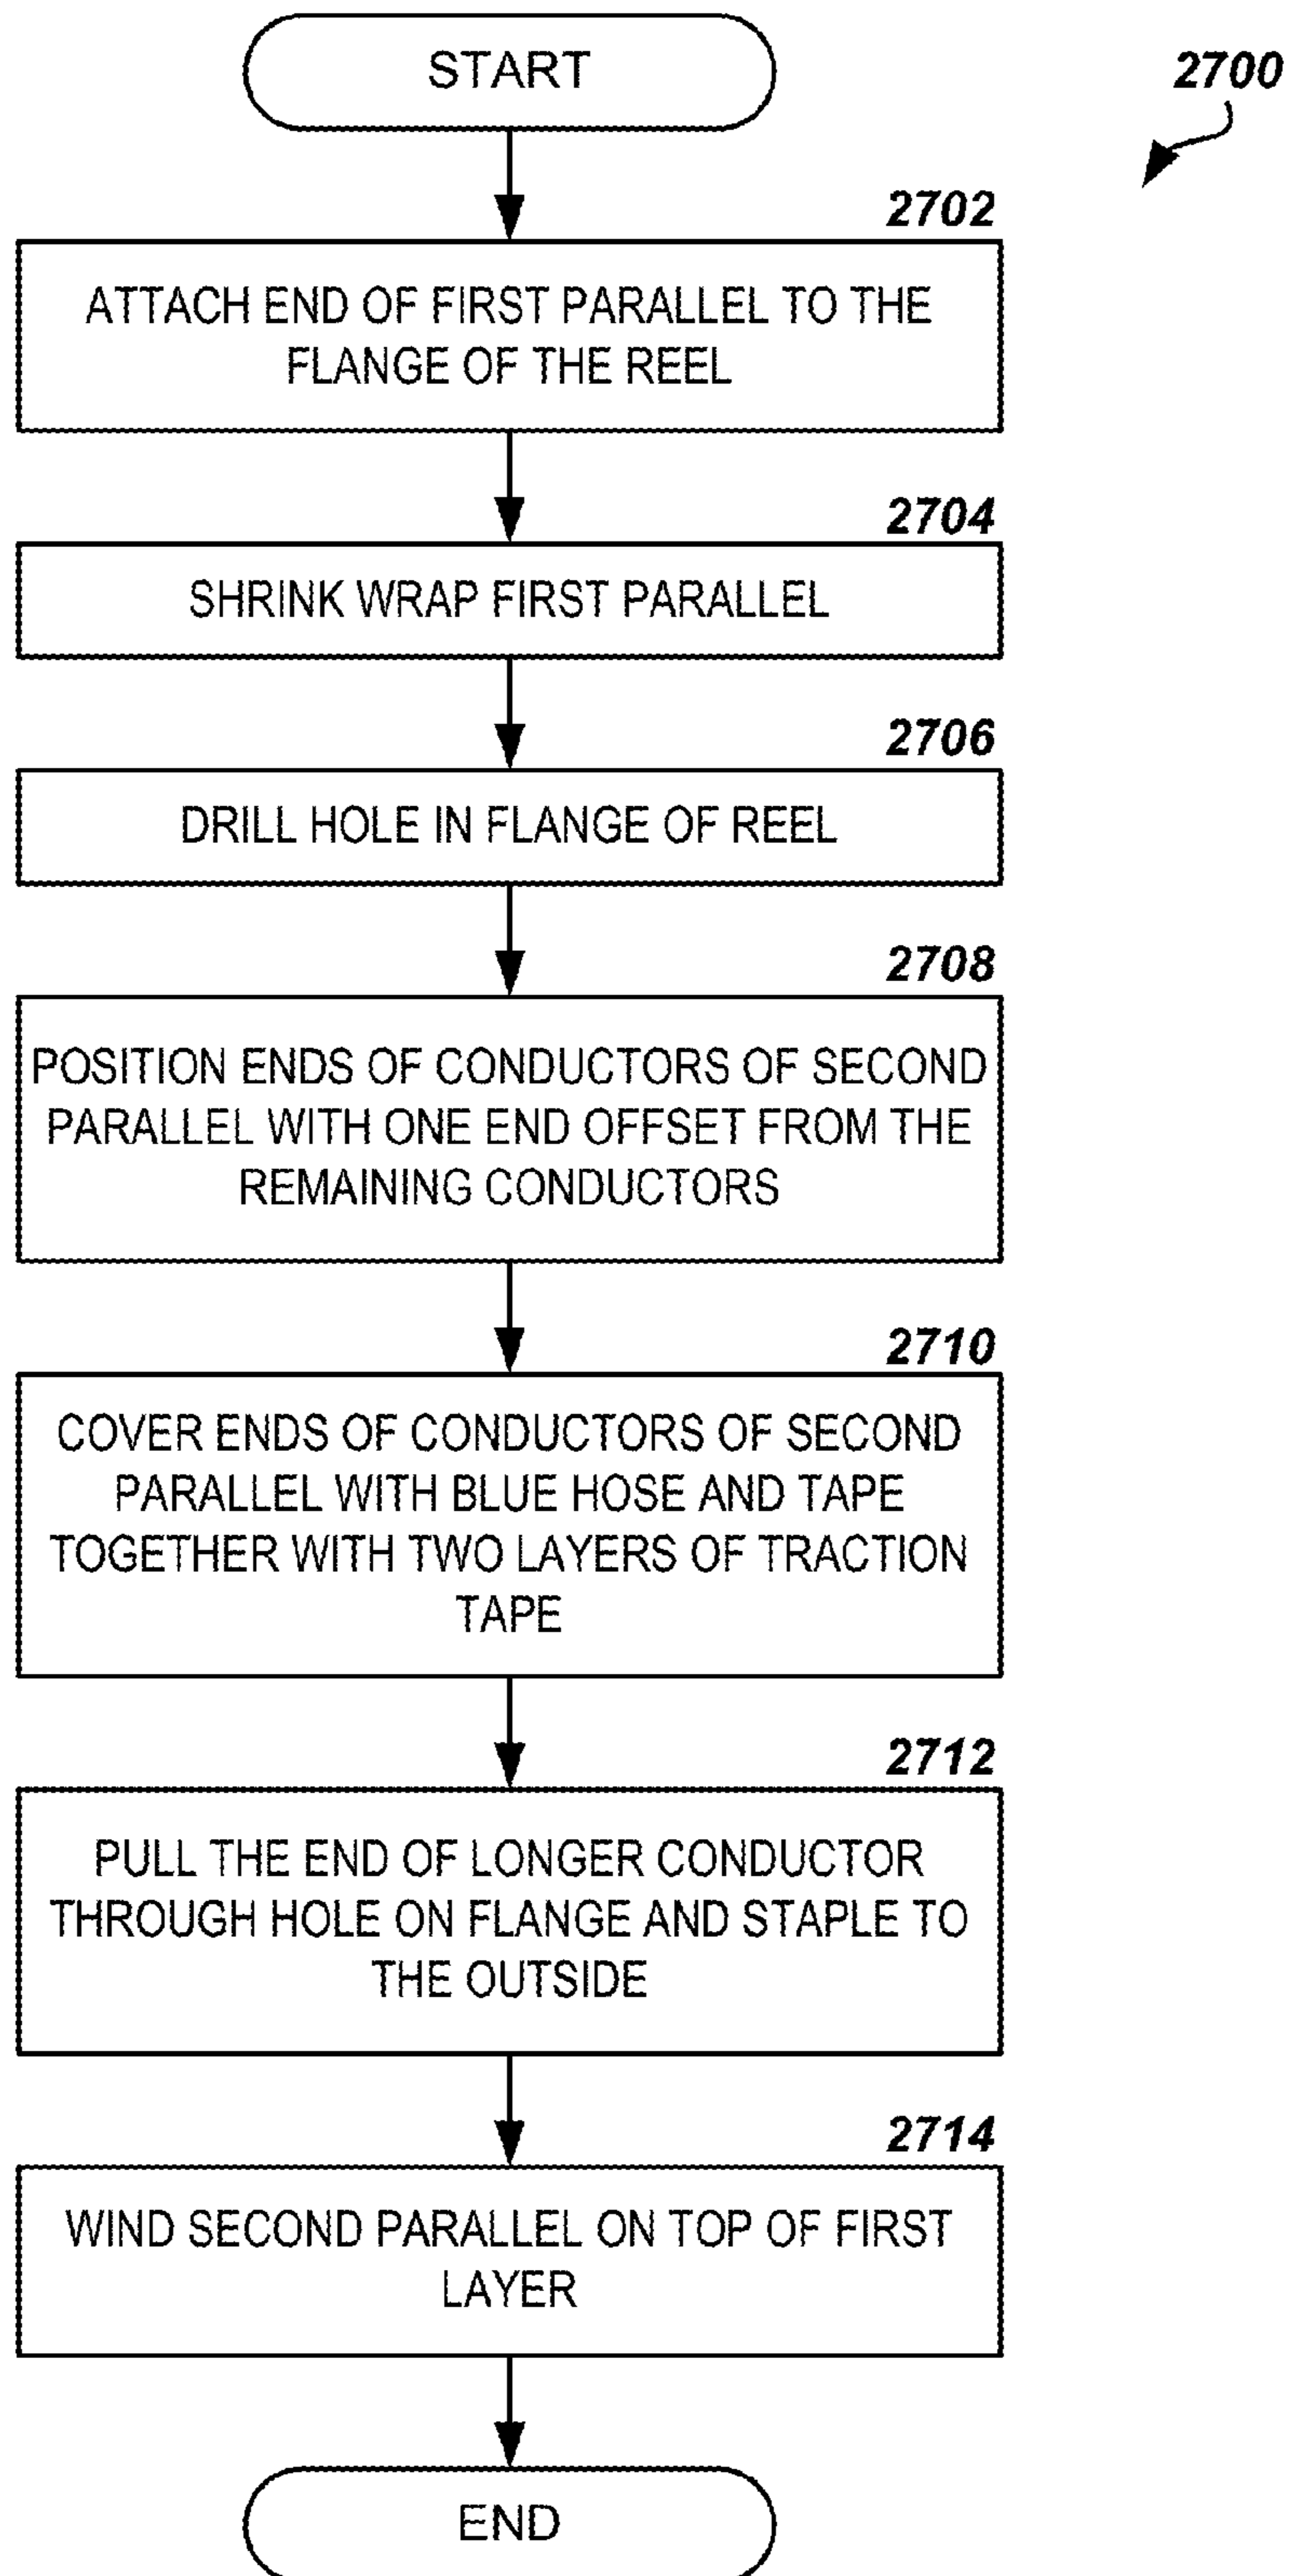 START
2700
2702
ATTACH END OF FIRST PARALLEL TO THE
FLANGE OF THE REEL
2704
SHRINK WRAP FIRST PARALLEL
2706
DRILL HOLE IN FLANGE OF REEL
2708
POSITION ENDS OF CONDUCTORS OF SECOND
PARALLEL WITH ONE END OFFSET FROM THE
REMAINING CONDUCTORS
2710
COVER ENDS OF CONDUCTORS OF SECOND
PARALLEL WITH BLUE HOSE AND TAPE
TOGETHER WITH TWO LAYERS OF TRACTION
TAPE
2712
PULL THE END OF LONGER CONDUCTOR
THROUGH HOLE ON FLANGE AND STAPLE TO
THE OUTSIDE
2714
WIND SECOND PARALLEL ON TOP OF FIRST
LAYER
END